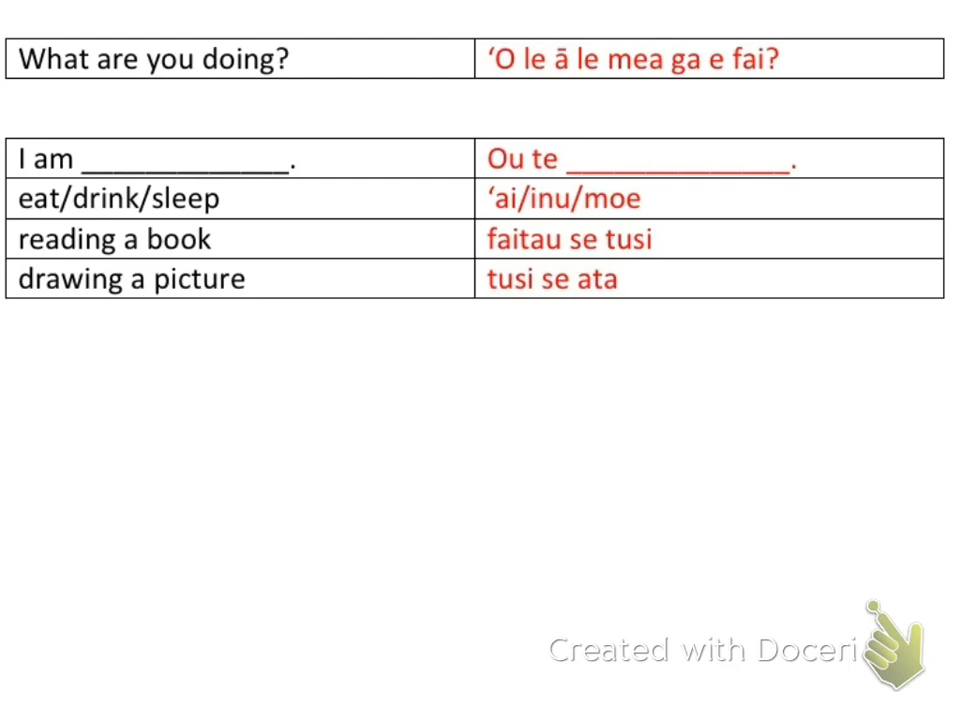 What are you doing? ‘O le ā le mea ga e fai?
I am _____________. Ou te ______________.
eat/drink/sleep ‘ai/inu/moe
reading a book faitau se tusi
drawing a picture tusi se ata
Created with Doceri